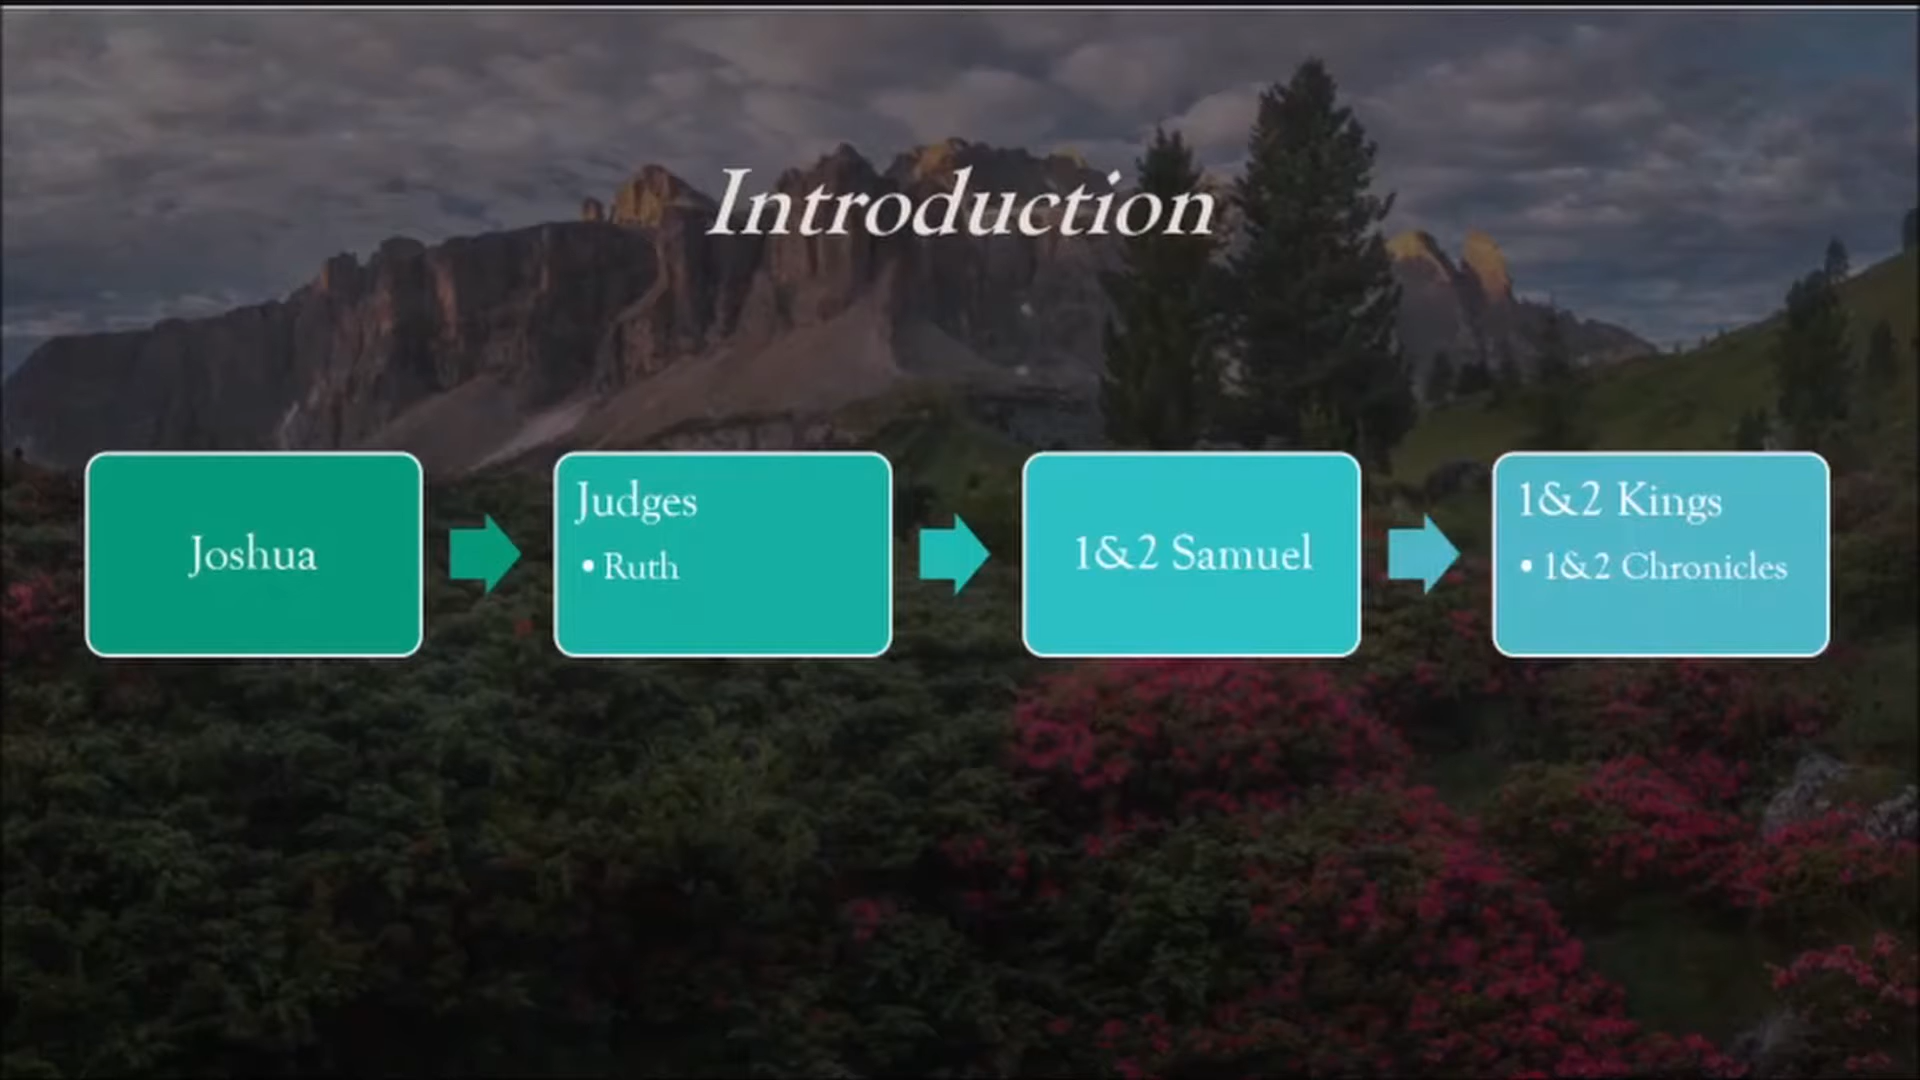 Introduction
Joshua
Judges
• Ruth
1&2 Samuel
1&2 Kings
• 1&2 Chronicles